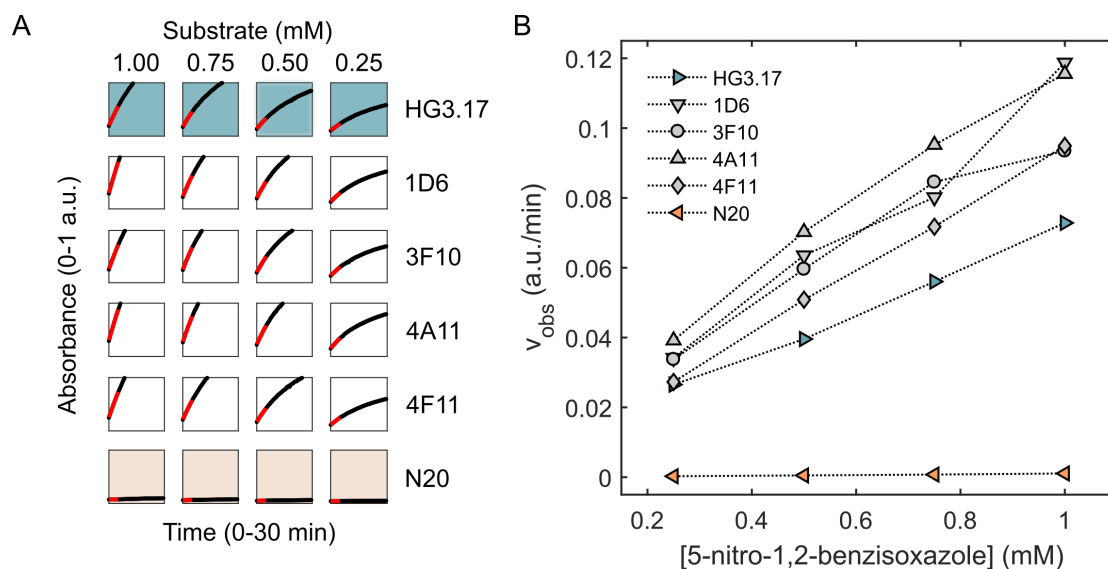 A
Substrate (mM)
1.00 0.75 0.50 0.25
HG3.17
1D6
3F10
4A11
4F11
N20
Absorbance (0-1 a.u.)
Time (0-30 min)
B
HG3.17
1D6
3F10
4A11
4F11
N20
0.12
0.1
0.08
0.06
0.04
0.02
0
v_obs (a.u./min)
0.2 0.4 0.6 0.8 1
[5-nitro-1,2-benzisoxazole] (mM)